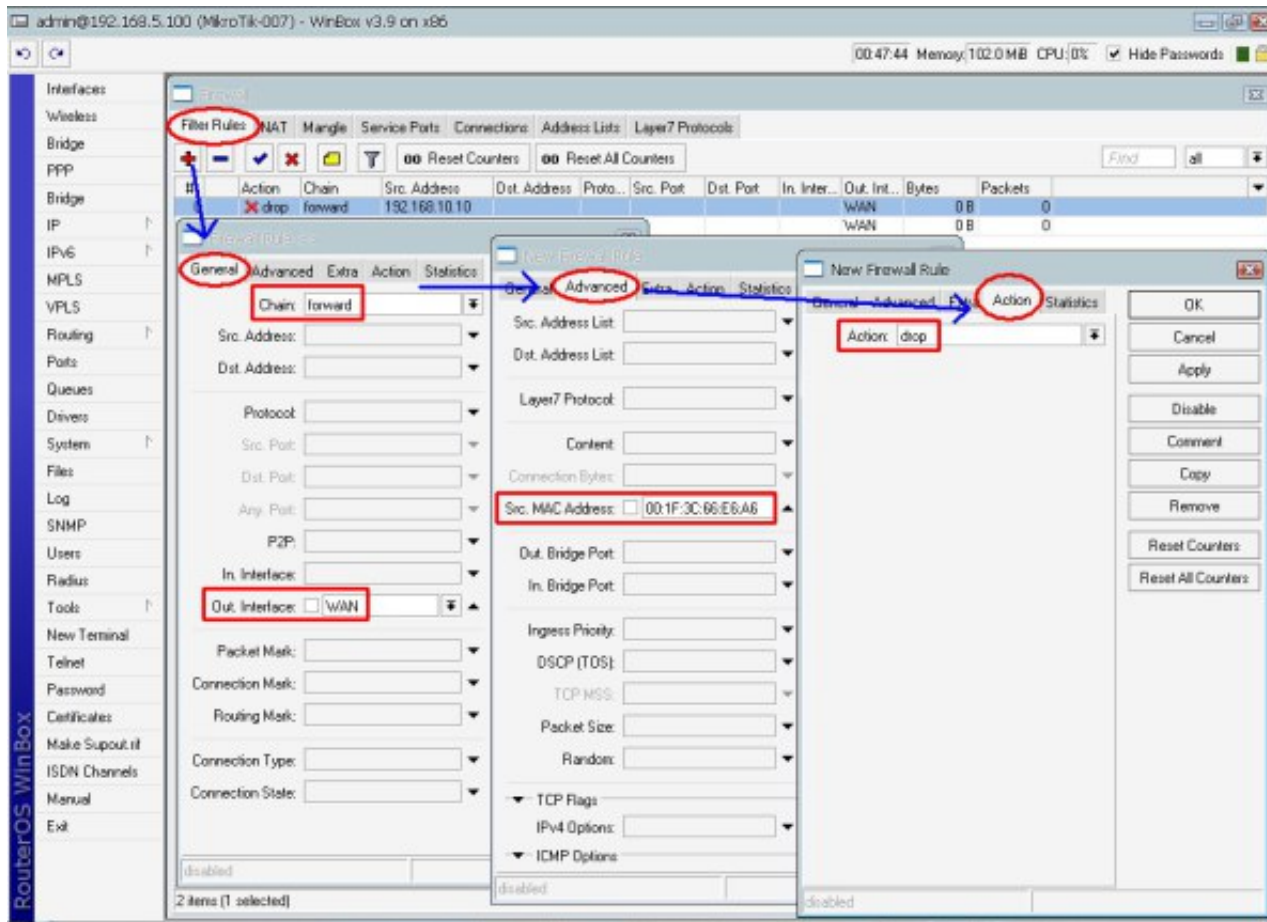 admin@192.168.5.100 (MikroTik-007) - WinBox v3.9 on x86
00:47:44 Memory: 102.0 MiB CPU: 0% Hide Passwords
Interfaces
Wireless
Bridge
PPP
Bridge
IP
IPv6
MPLS
VPLS
Routing
Ports
Queues
Drivers
System
Files
Log
SNMP
Users
Radius
Tools
New Terminal
Telnet
Password
Certificates
Make Supout.rif
ISDN Channels
Manual
Exit
RouterOS WinBox
Firewall
Filter Rules NAT Mangle Service Ports Connections Address Lists Layer7 Protocols
00 Reset Counters 00 Reset All Counters Find all
# Action Chain Src. Address Dst. Address Proto... Src. Port Dst. Port In. Inter... Out. Int... Bytes Packets
drop forward 192.168.10.10 WAN 0 B 0
WAN 0 B 0
General Advanced Extra Action Statistics
Chain: forward
Src. Address:
Dst. Address:
Protocol:
Src. Port:
Dst. Port:
Any. Port:
P2P:
In. Interface:
Out. Interface: WAN
Packet Mark:
Connection Mark:
Routing Mark:
Connection Type:
Connection State:
disabled
2 items (1 selected)
New Firewall Rule
General Advanced Extra Action Statistics
Src. Address List:
Dst. Address List:
Layer7 Protocol:
Content:
Connection Bytes:
Src. MAC Address: 00:1F:3C:66:E6:A6
Out. Bridge Port:
In. Bridge Port:
Ingress Priority:
DSCP (TOS):
TCP MSS:
Packet Size:
Random:
TCP Flags
IPv4 Options:
ICMP Options
disabled
New Firewall Rule
General Advanced Extra Action Statistics
Action: drop
OK
Cancel
Apply
Disable
Comment
Copy
Remove
Reset Counters
Reset All Counters
disabled